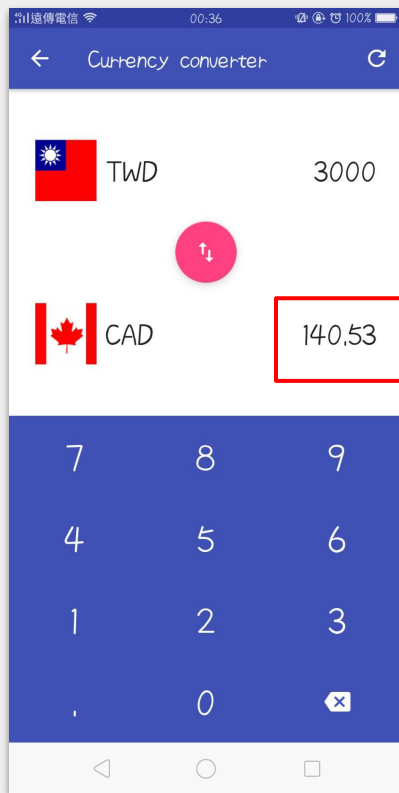 遠傳電信 00:36 100%
Currency converter
TWD 3000
CAD 140.53
7 8 9
4 5 6
1 2 3
. 0